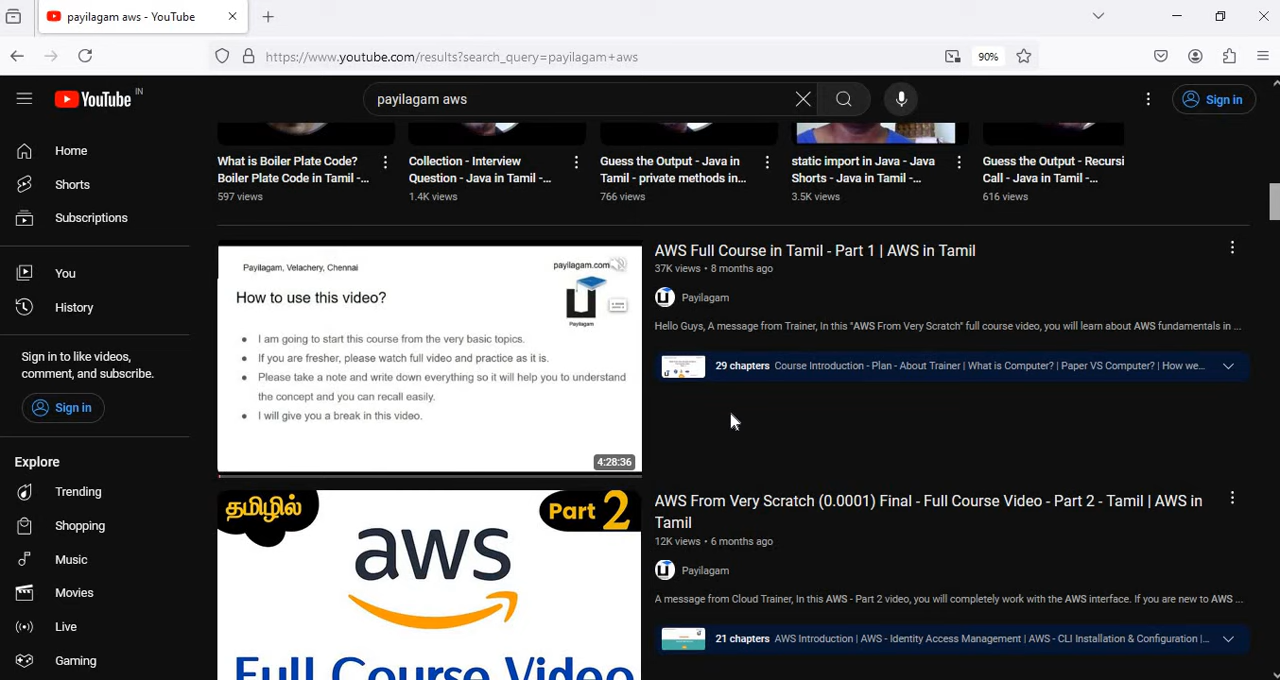 payilagam aws - YouTube
https://www.youtube.com/results?search_query=payilagam+aws
90%
YouTube IN
payilagam aws
Sign in
Home
Shorts
Subscriptions
You
History
Sign in to like videos,
comment, and subscribe.
Sign in
Explore
Trending
Shopping
Music
Movies
Live
Gaming
What is Boiler Plate Code?
Boiler Plate Code in Tamil -...
597 views
Collection - Interview
Question - Java in Tamil -...
1.4K views
Guess the Output - Java in
Tamil - private methods in...
766 views
static import in Java - Java
Shorts - Java in Tamil -...
3.5K views
Guess the Output - Recursi
Call - Java in Tamil -...
616 views
Payilagam, Velachery, Chennai
payilagam.com
How to use this video?
Payilagam
I am going to start this course from the very basic topics.
If you are fresher, please watch full video and practice as it is.
Please take a note and write down everything so it will help you to understand
the concept and you can recall easily.
I will give you a break in this video.
4:28:36
AWS Full Course in Tamil - Part 1 | AWS in Tamil
37K views • 8 months ago
Payilagam
Hello Guys, A message from Trainer, In this "AWS From Very Scratch" full course video, you will learn about AWS fundamentals in ...
29 chapters Course Introduction - Plan - About Trainer | What is Computer? | Paper VS Computer? | How we...
தமிழில்
Part 2
aws
Full Course Video
AWS From Very Scratch (0.0001) Final - Full Course Video - Part 2 - Tamil | AWS in
Tamil
12K views • 6 months ago
Payilagam
A message from Cloud Trainer, In this AWS - Part 2 video, you will completely work with the AWS interface. If you are new to AWS ...
21 chapters AWS Introduction | AWS - Identity Access Management | AWS - CLI Installation & Configuration |...